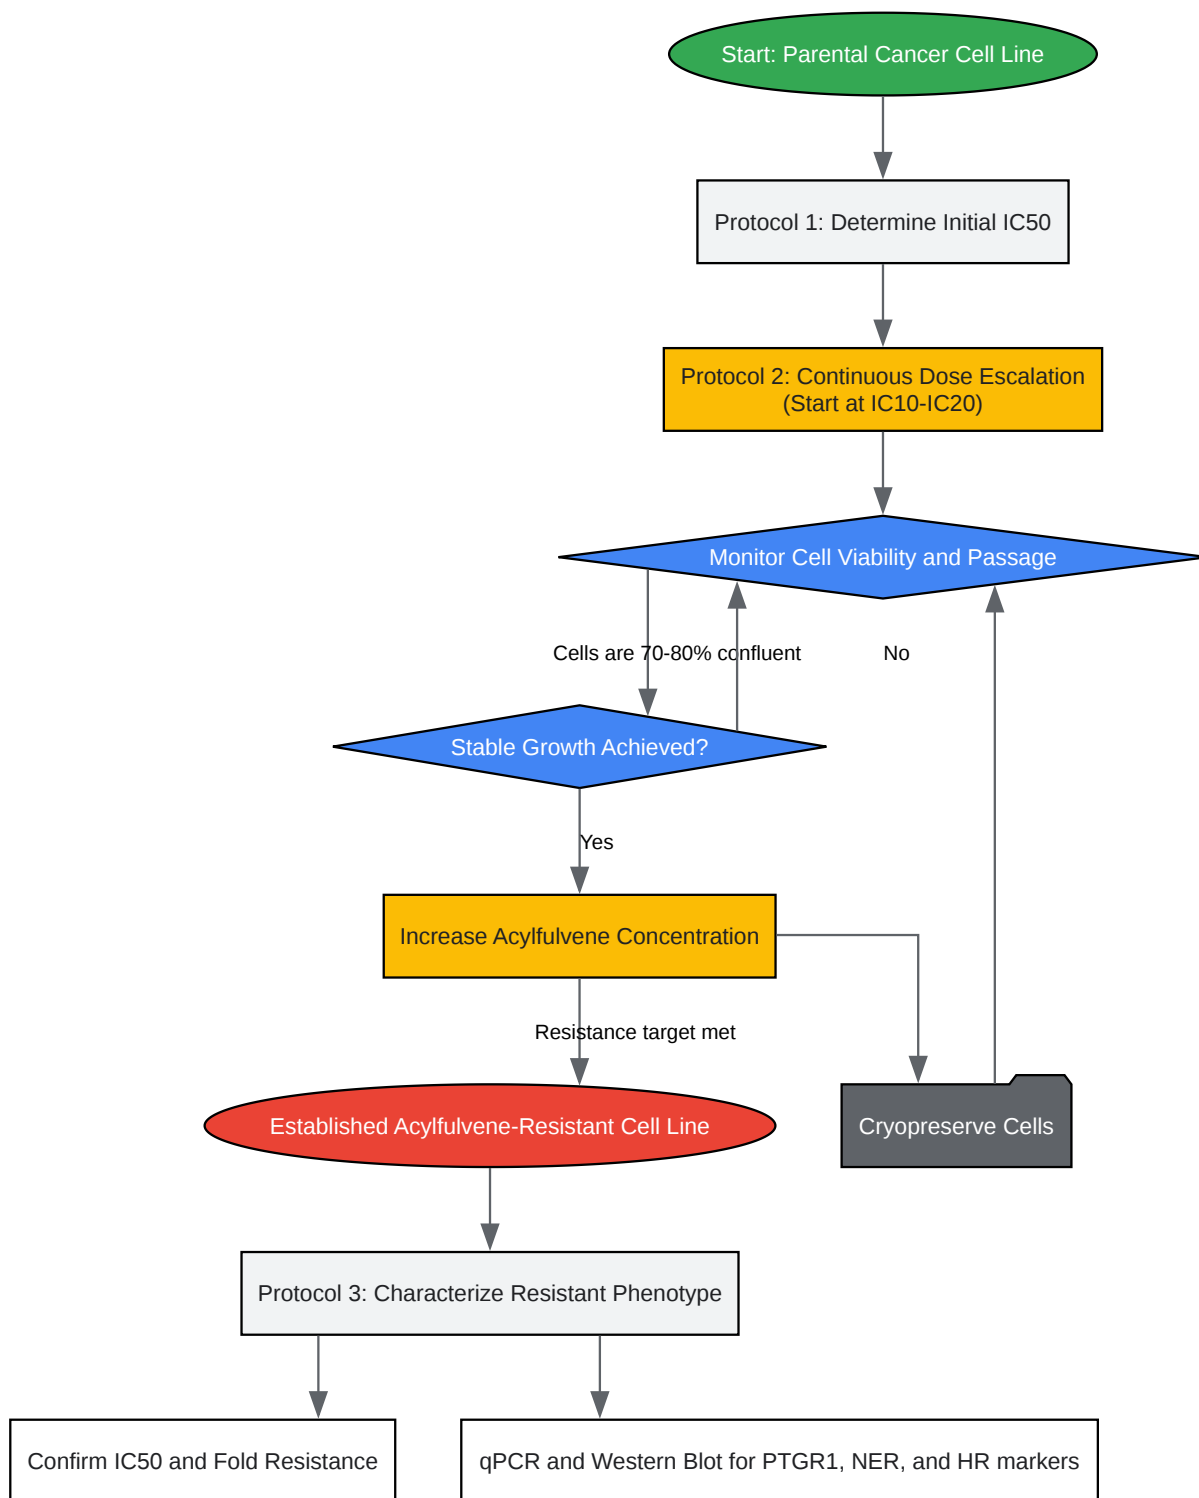 Start: Parental Cancer Cell Line
Protocol 1: Determine Initial IC50
Protocol 2: Continuous Dose Escalation
(Start at IC10-IC20)
Monitor Cell Viability and Passage
Cells are 70-80% confluent
No
Stable Growth Achieved?
Yes
Increase Acylfulvene Concentration
Resistance target met
Established Acylfulvene-Resistant Cell Line
Cryopreserve Cells
Protocol 3: Characterize Resistant Phenotype
Confirm IC50 and Fold Resistance
qPCR and Western Blot for PTGR1, NER, and HR markers